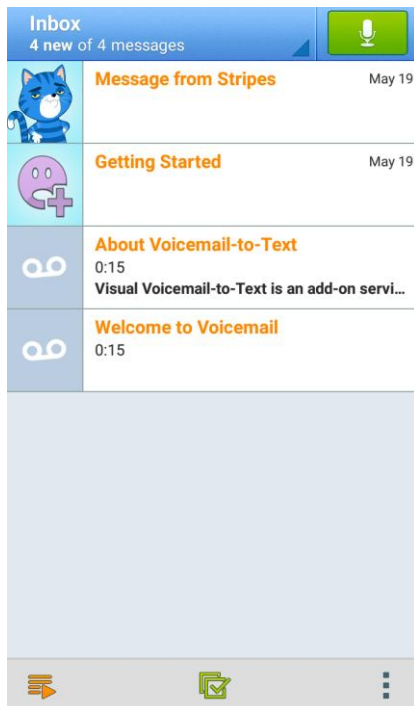 Inbox
4 new of 4 messages
Message from Stripes
May 19
Getting Started
May 19
About Voicemail-to-Text
0:15
Visual Voicemail-to-Text is an add-on servi...
Welcome to Voicemail
0:15